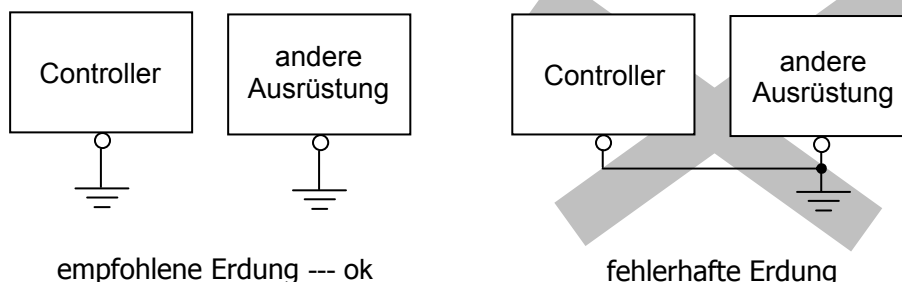 Controller
andere
Ausrüstung
Controller
andere
Ausrüstung
empfohlene Erdung --- ok
fehlerhafte Erdung